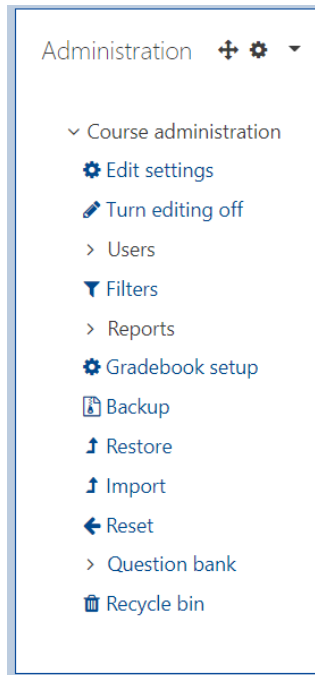 Administration
Course administration
Edit settings
Turn editing off
Users
Filters
Reports
Gradebook setup
Backup
Restore
Import
Reset
Question bank
Recycle bin